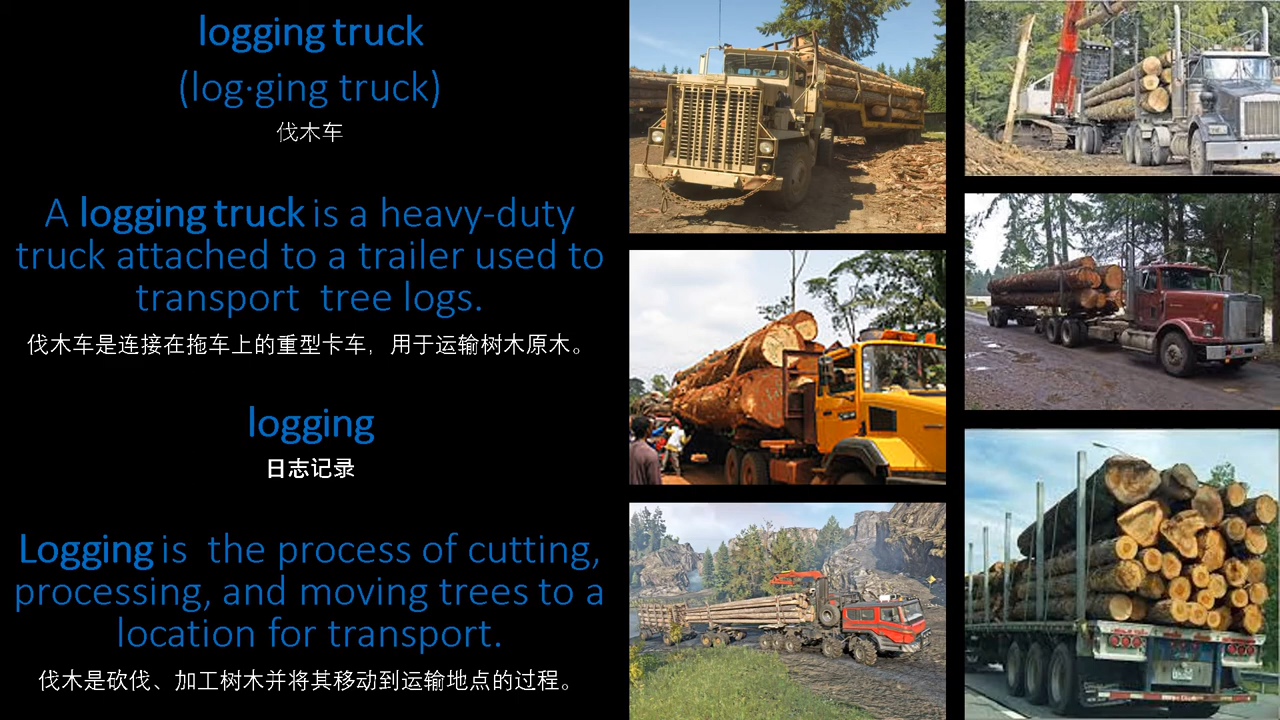 logging truck
(log·ging truck)
伐木车
A logging truck is a heavy-duty
truck attached to a trailer used to
transport  tree logs.
伐木车是连接在拖车上的重型卡车，用于运输树木原木。
logging
日志记录
Logging is  the process of cutting,
processing, and moving trees to a
location for transport.
伐木是砍伐、加工树木并将其移动到运输地点的过程。